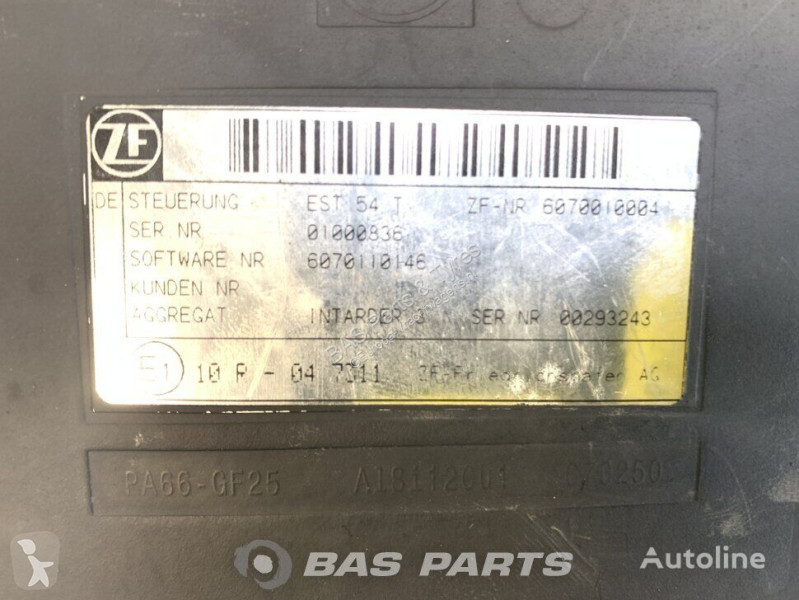 ZF
DE STEUERUNG EST 54 T ZF-NR 6070010004
SER NR 01000836
SOFTWARE NR 6070110146
KUNDEN NR
AGGREGAT INTARDER 3 SER NR 00293243
E1 10 R - 04 7311 AG
PA66-GF25
BAS PARTS
Autoline